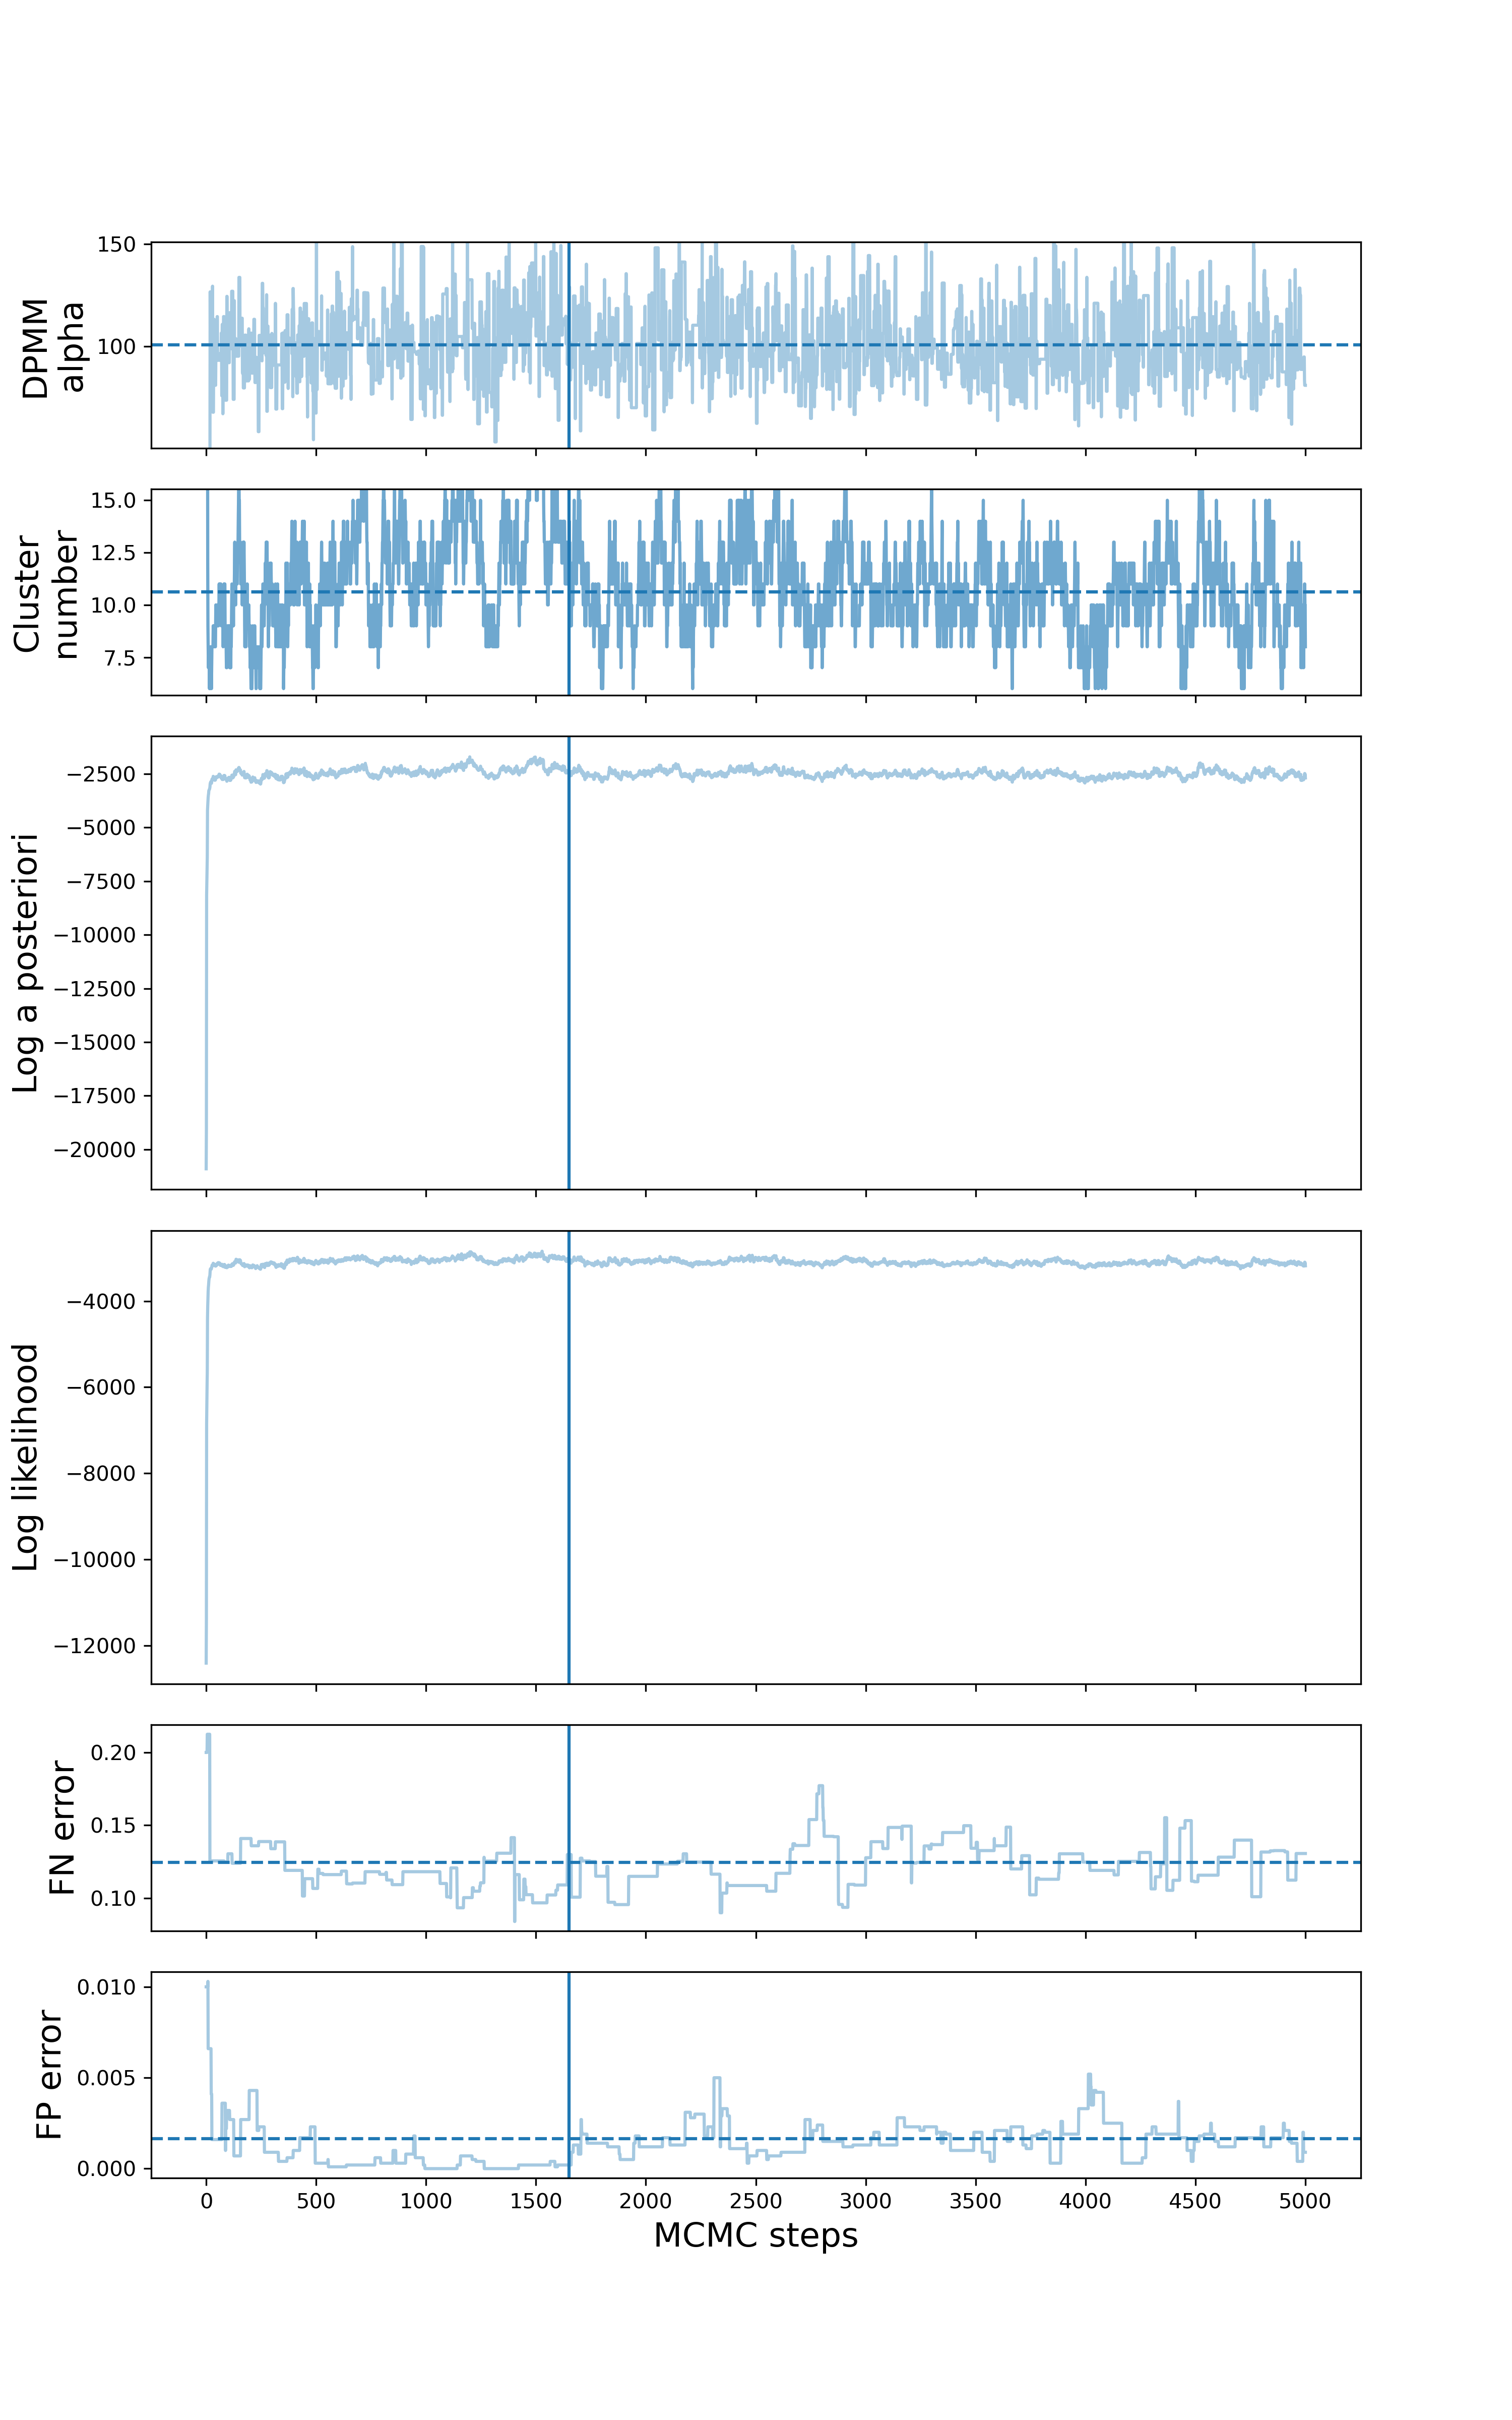 DPMM
alpha
150
100
Cluster
number
15.0
12.5
10.0
7.5
Log a posteriori
−2500
−5000
−7500
−10000
−12500
−15000
−17500
−20000
Log likelihood
−4000
−6000
−8000
−10000
−12000
FN error
0.20
0.15
0.10
FP error
0.010
0.005
0.000
0 500 1000 1500 2000 2500 3000 3500 4000 4500 5000
MCMC steps